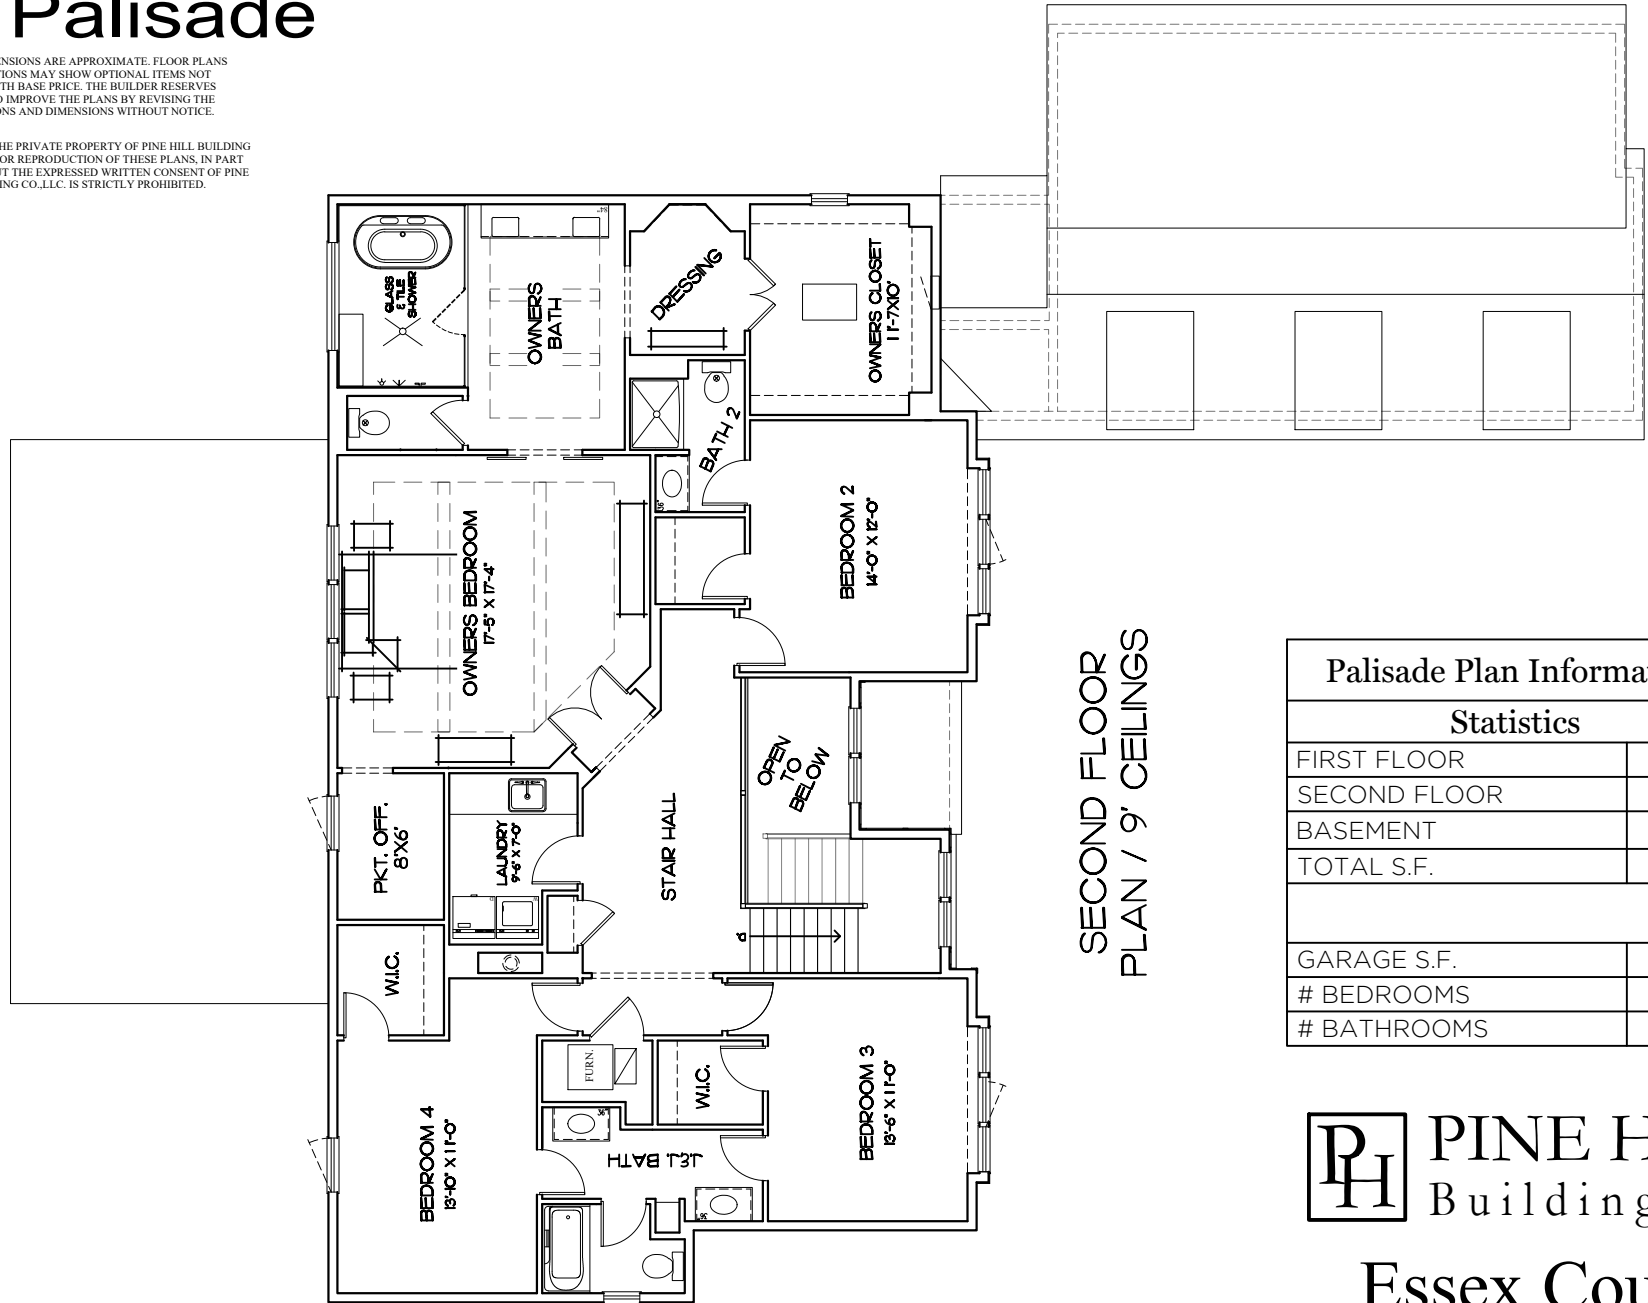 Palisade
ENSIONS ARE APPROXIMATE. FLOOR PLANS
TIONS MAY SHOW OPTIONAL ITEMS NOT
TH BASE PRICE. THE BUILDER RESERVES
O IMPROVE THE PLANS BY REVISING THE
ONS AND DIMENSIONS WITHOUT NOTICE.
HE PRIVATE PROPERTY OF PINE HILL BUILDING
OR REPRODUCTION OF THESE PLANS, IN PART
UT THE EXPRESSED WRITTEN CONSENT OF PINE
ING CO.,LLC. IS STRICTLY PROHIBITED.
GLASS
& TILE
SHOWER
OWNERS
BATH
DRESSING
OWNERS CLOSET
11'-7X10'
BATH 2
36"
OWNERS BEDROOM
17'-5" X 17'-4"
BEDROOM 2
14'-0" X 12'-0"
PKT. OFF.
8'X6'
LAUNDRY
9'-6" X 7'-0"
STAIR HALL
OPEN
TO
BELOW
W.I.C.
FURN.
W.I.C.
BEDROOM 4
13'-10" X 11'-0"
36"
J.&J. BATH
36"
BEDROOM 3
13'-6" X 11'-0"
SECOND FLOOR
PLAN / 9' CEILINGS
Palisade Plan Informa
Statistics
FIRST FLOOR
SECOND FLOOR
BASEMENT
TOTAL S.F.
GARAGE S.F.
# BEDROOMS
# BATHROOMS
PH
PINE H
Building
Essex Cou